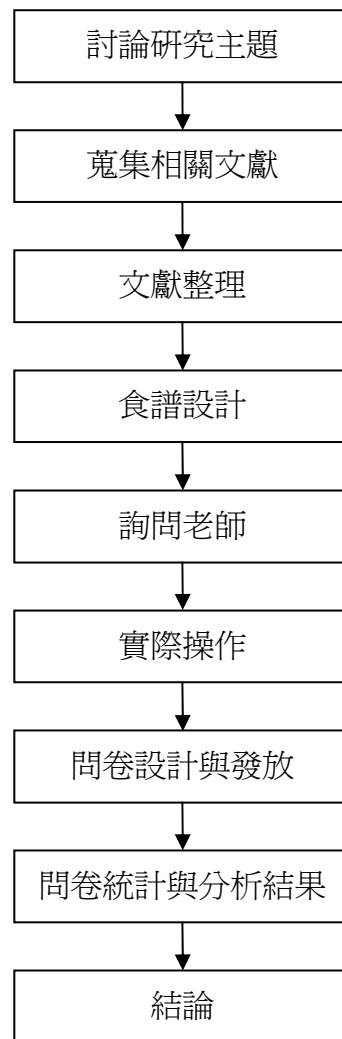 討論研究主題
蒐集相關文獻
文獻整理
食譜設計
詢問老師
實際操作
問卷設計與發放
問卷統計與分析結果
結論